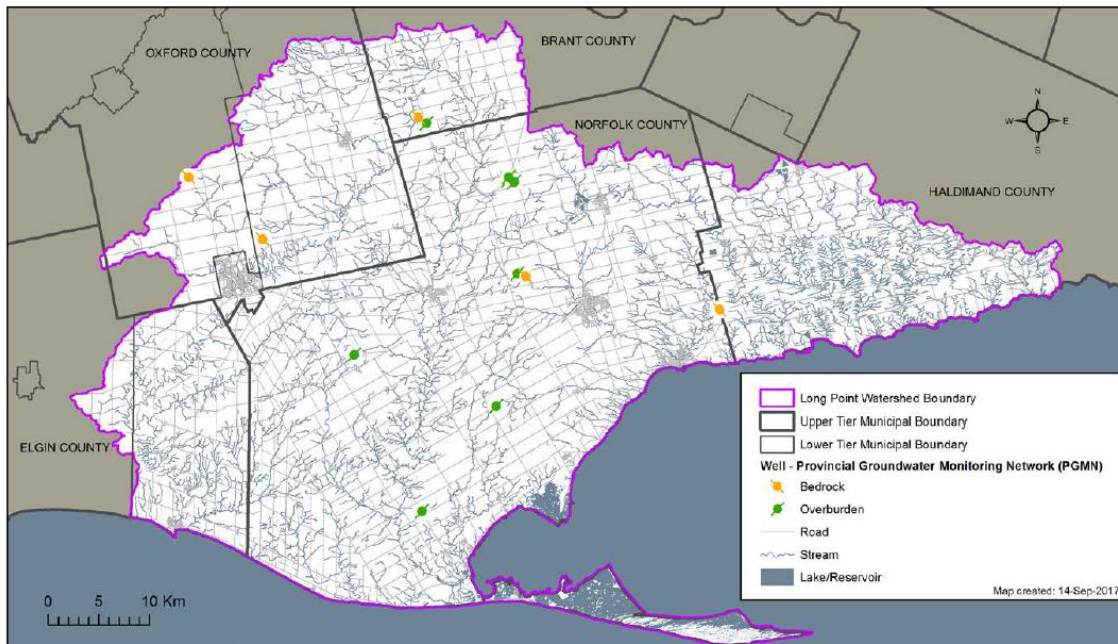 OXFORD COUNTY
BRANT COUNTY
NORFOLK COUNTY
HALDIMAND COUNTY
ELGIN COUNTY
N
W E
S
Long Point Watershed Boundary
Upper Tier Municipal Boundary
Lower Tier Municipal Boundary
Well - Provincial Groundwater Monitoring Network (PGMN)
Bedrock
Overburden
Road
Stream
Lake/Reservoir
Map created: 14-Sep-2017
0 5 10 Km